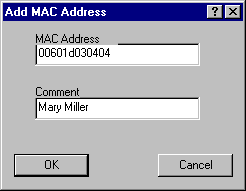 Add MAC Address
MAC Address
00601d030404
Comment
Mary Miller
OK Cancel